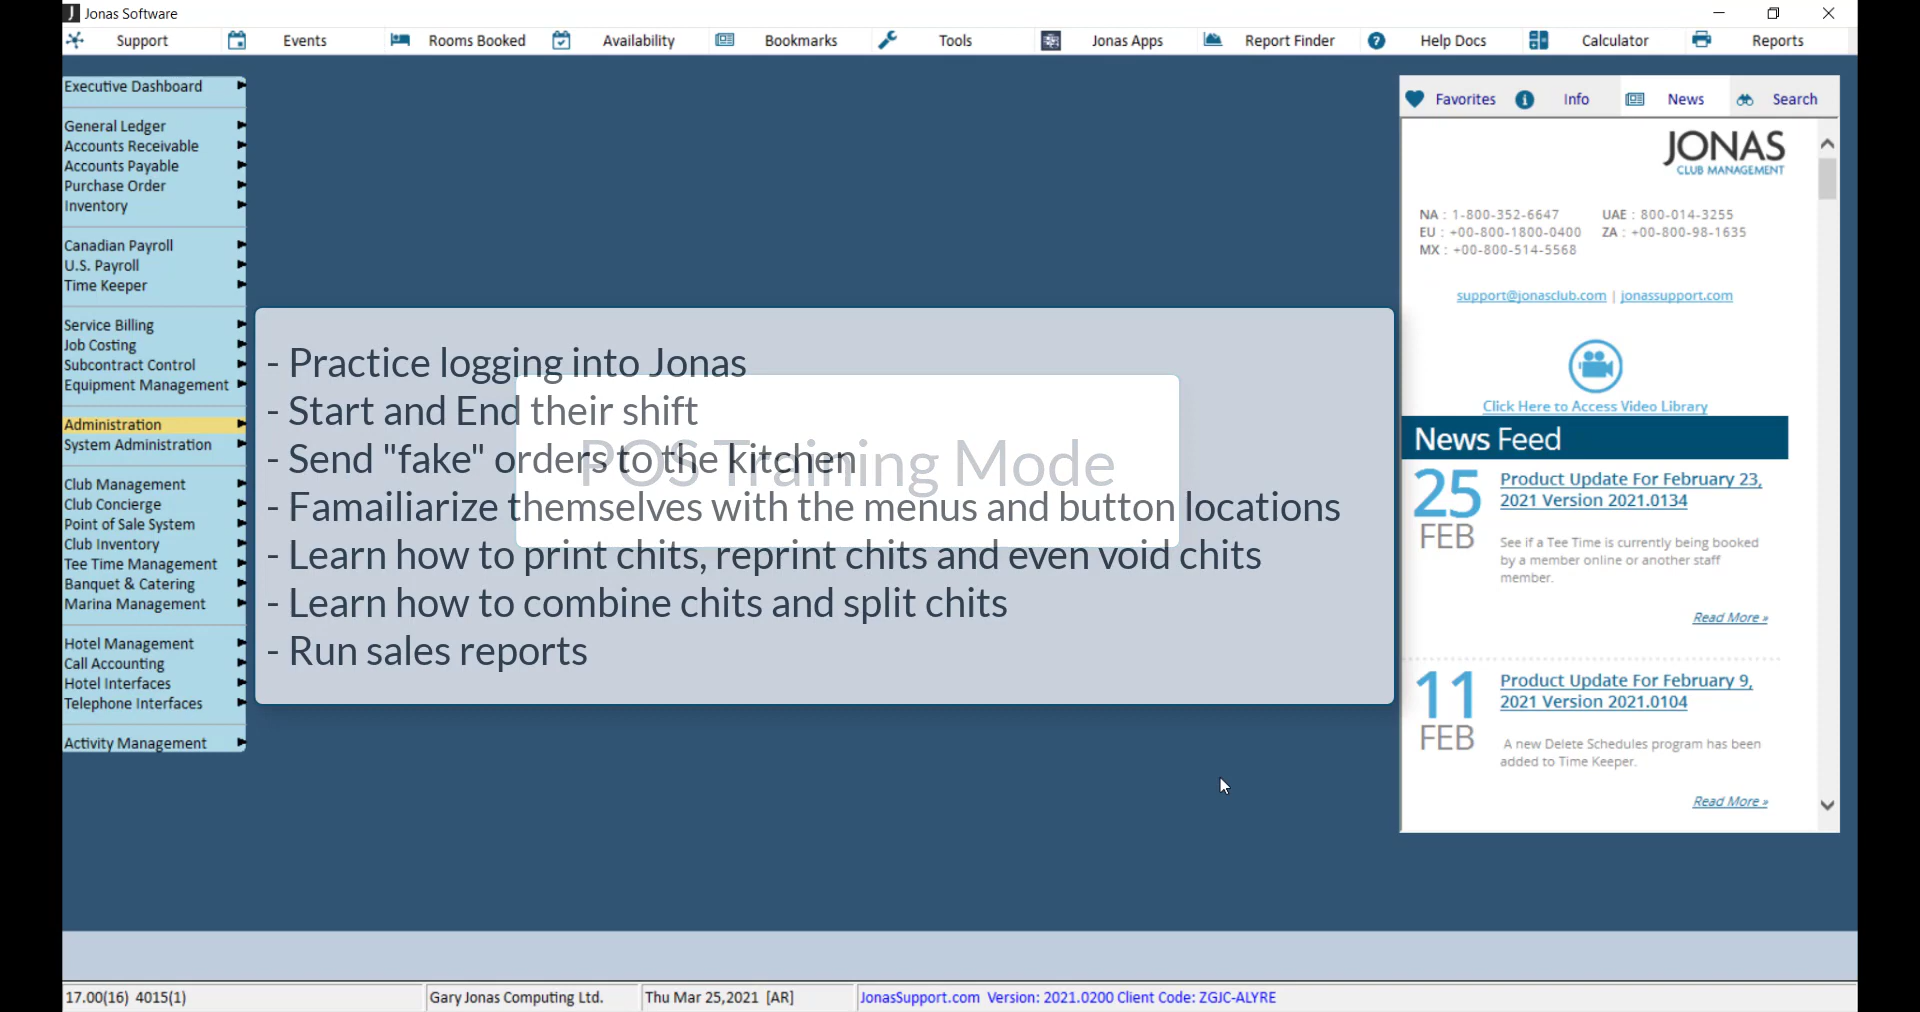 Jonas Software
Support Events Rooms Booked Availability Bookmarks Tools Jonas Apps Report Finder Help Docs Calculator Reports
Executive Dashboard
General Ledger
Accounts Receivable
Accounts Payable
Purchase Order
Inventory
Canadian Payroll
U.S. Payroll
Time Keeper
Service Billing
Job Costing
Subcontract Control
Equipment Management
Administration
System Administration
Club Management
Club Concierge
Point of Sale System
Club Inventory
Tee Time Management
Banquet & Catering
Marina Management
Hotel Management
Call Accounting
Hotel Interfaces
Telephone Interfaces
Activity Management
- Practice logging into Jonas
- Start and End their shift
- Send "fake" orders to the kitchen
- Famailiarize themselves with the menus and button locations
- Learn how to print chits, reprint chits and even void chits
- Learn how to combine chits and split chits
- Run sales reports
POS Training Mode
Favorites Info News Search
JONAS
CLUB MANAGEMENT
NA : 1-800-352-6647 UAE : 800-014-3255
EU : +00-800-1800-0400 ZA : +00-800-98-1635
MX : +00-800-514-5568
support@jonasclub.com | jonassupport.com
Click Here to Access Video Library
News Feed
25
FEB
Product Update For February 23,
2021 Version 2021.0134
See if a Tee Time is currently being booked
by a member online or another staff
member.
Read More »
11
FEB
Product Update For February 9,
2021 Version 2021.0104
A new Delete Schedules program has been
added to Time Keeper.
Read More »
17.00(16) 4015(1) Gary Jonas Computing Ltd. Thu Mar 25,2021 [AR] JonasSupport.com Version: 2021.0200 Client Code: ZGJC-ALYRE